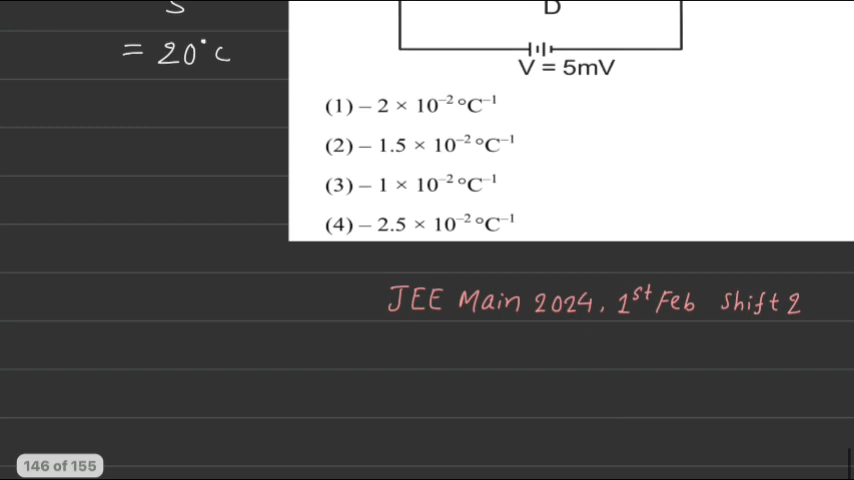 = 20°C
D
V = 5mV
(1) – 2 × 10⁻² °C⁻¹
(2) – 1.5 × 10⁻² °C⁻¹
(3) – 1 × 10⁻² °C⁻¹
(4) – 2.5 × 10⁻² °C⁻¹
JEE Main 2024, 1st Feb Shift 2
146 of 155